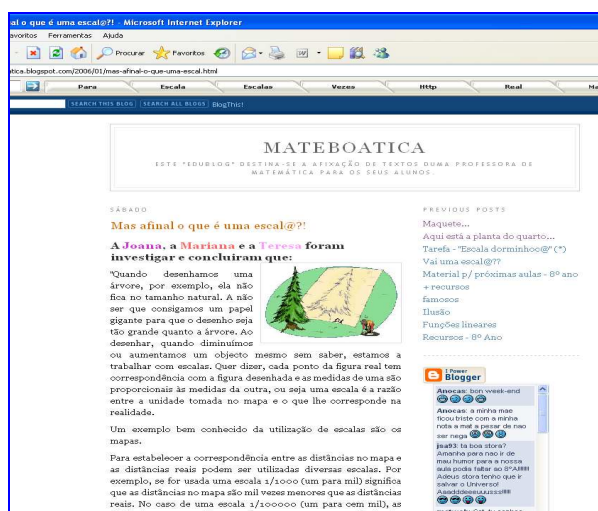 al o que é uma escal@?! - Microsoft Internet Explorer
avoritos Ferramentas Ajuda
Procurar Favoritos
tica.blogspot.com/2006/01/mas-afinal-o-que-uma-escal.html
Para Escala Escalas Vezes Http Real Ma
SEARCH THIS BLOG SEARCH ALL BLOGS BlogThis!
MATEBOATICA
ESTE "EDUBLOG" DESTINA-SE A AFIXAÇÃO DE TEXTOS DUMA PROFESSORA DE
MATEMÁTICA PARA OS SEUS ALUNOS.
SÁBADO
Mas afinal o que é uma escal@?!
A Joana, a Mariana e a Teresa foram
investigar e concluiram que:
"Quando desenhamos uma
árvore, por exemplo, ela não
fica no tamanho natural. A não
ser que consigamos um papel
gigante para que o desenho seja
tão grande quanto a árvore. Ao
desenhar, quando diminuímos
ou aumentamos um objecto mesmo sem saber, estamos a
trabalhar com escalas. Quer dizer, cada ponto da figura real tem
correspondência com a figura desenhada e as medidas de uma são
proporcionais às medidas da outra, ou seja uma escala é a razão
entre a unidade tomada no mapa e o que lhe corresponde na
realidade.
Um exemplo bem conhecido da utilização de escalas são os
mapas.
Para estabelecer a correspondência entre as distâncias no mapa e
as distâncias reais podem ser utilizadas diversas escalas. Por
exemplo, se for usada uma escala 1/1000 (um para mil) significa
que as distâncias no mapa são mil vezes menores que as distâncias
reais. No caso de uma escala 1/100000 (um para cem mil), as
PREVIOUS POSTS
Maquete...
Aqui está a planta do quarto...
Tarefa - "Escala dorminhoc@" (*)
Vai uma escal@??
Material p/ próximas aulas - 8º ano
+ recursos
famosos
Ilusão
Funções lineares
Recursos - 8º Ano
I Power
Blogger
Anocas: bon week-end
Anocas: a minha mae
ficou triste com a minha
nota a mat a pesar de nao
ser nega
jsa93: ta boa stora?
Amanha para nao ir de
mau humor para a nossa
aula podia faltar ao 8ºA!!!!!!
Adeus stora tenho que ir
salvar o Universo!